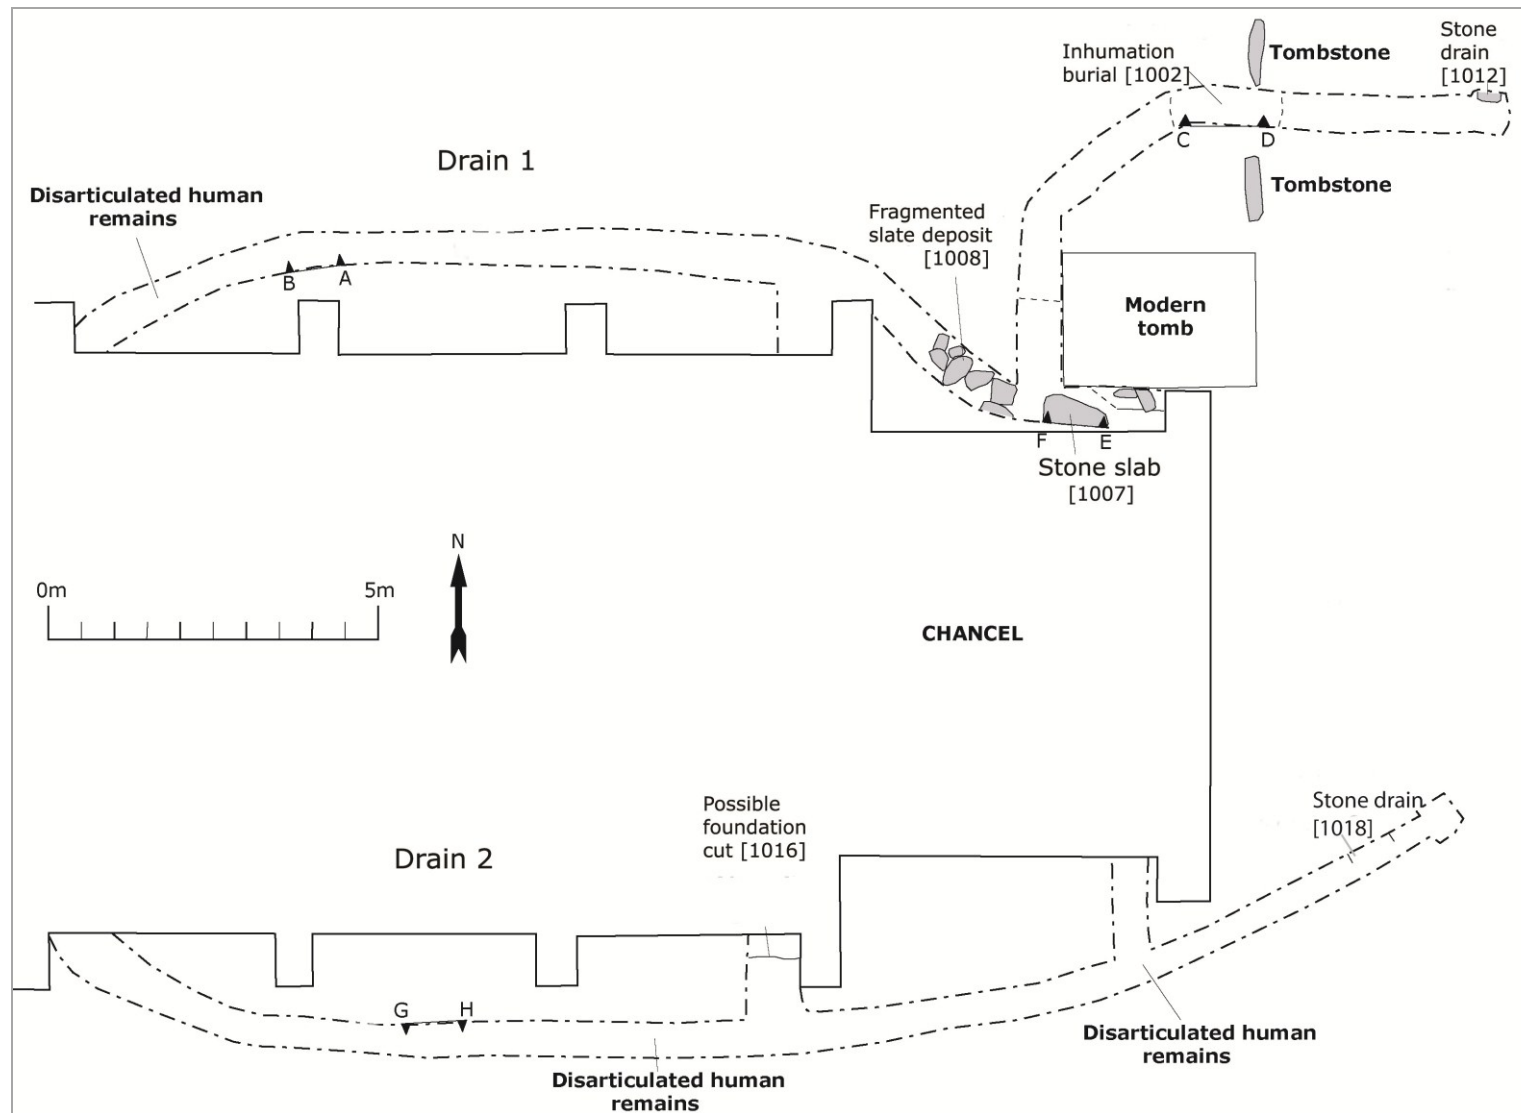 Stone
drain
[1012]
Inhumation
burial [1002]
Tombstone
C
D
Tombstone
Drain 1
Disarticulated human
remains
B
A
Fragmented
slate deposit
[1008]
Modern
tomb
F
E
Stone slab
[1007]
N
0m
5m
CHANCEL
Possible
foundation
cut [1016]
Stone drain
[1018]
Drain 2
G
H
Disarticulated human
remains
Disarticulated human
remains